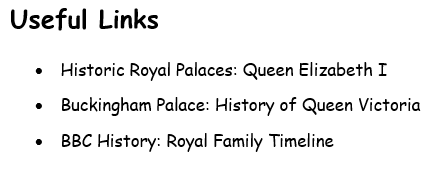 Useful Links
• Historic Royal Palaces: Queen Elizabeth I
• Buckingham Palace: History of Queen Victoria
• BBC History: Royal Family Timeline